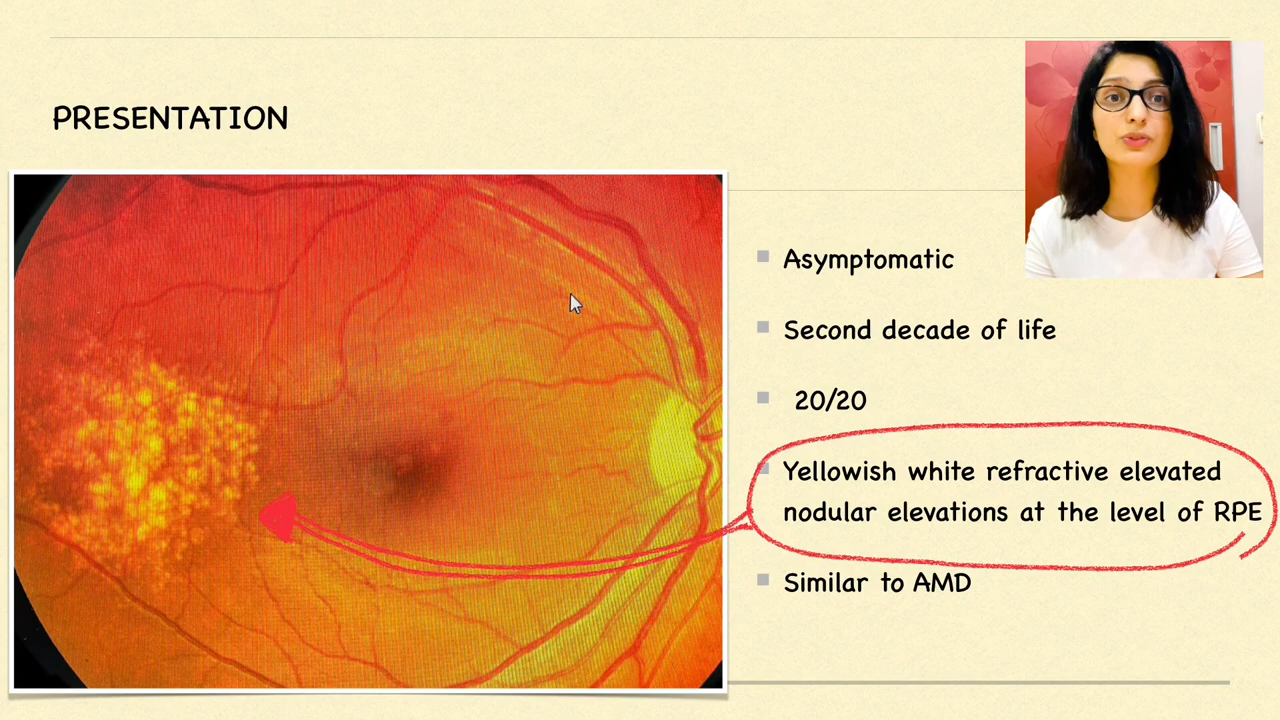 PRESENTATION
Asymptomatic
Second decade of life
20/20
Yellowish white refractive elevated
nodular elevations at the level of RPE
Similar to AMD